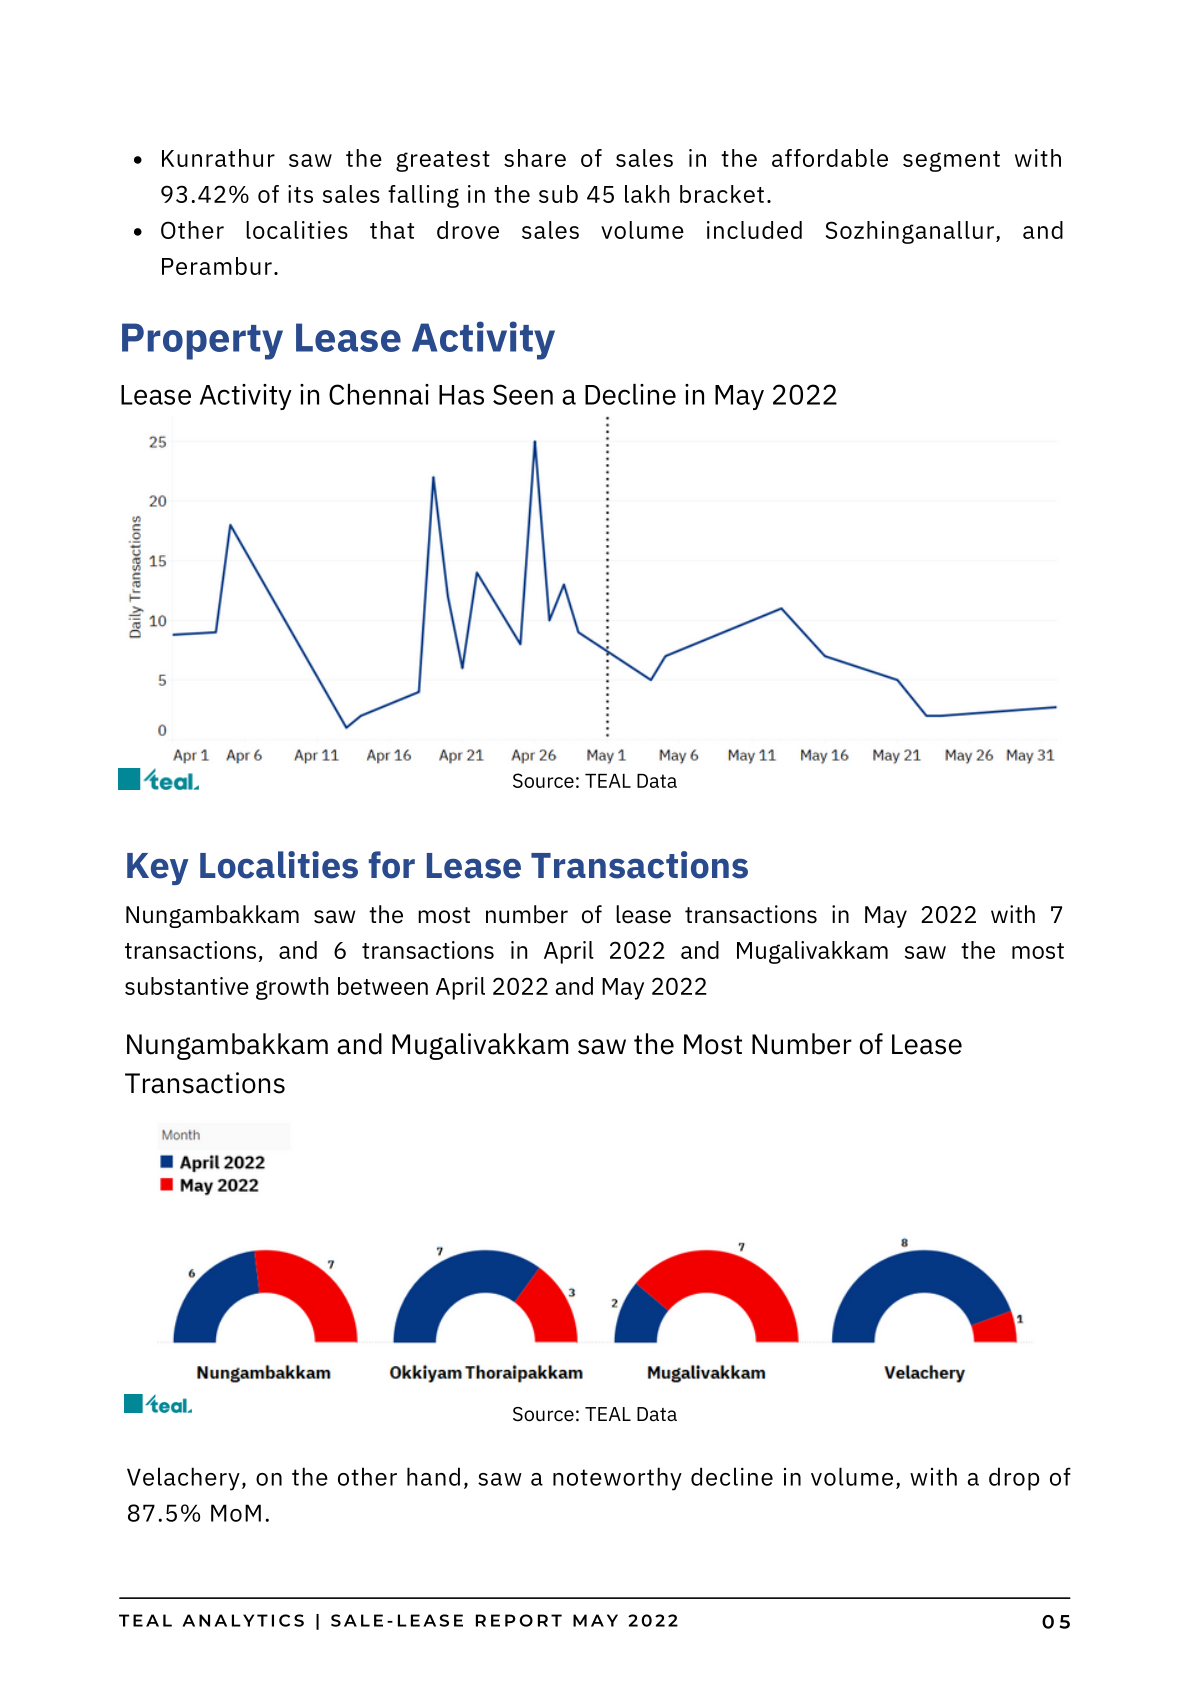 • Kunrathur saw the greatest share of sales in the affordable segment with
93.42% of its sales falling in the sub 45 lakh bracket.
• Other localities that drove sales volume included Sozhinganallur, and
Perambur.
Property Lease Activity
Lease Activity in Chennai Has Seen a Decline in May 2022
25
20
15
10
5
0
Daily Transactions
Apr 1 Apr 6 Apr 11 Apr 16 Apr 21 Apr 26 May 1 May 6 May 11 May 16 May 21 May 26 May 31
teal.
Source: TEAL Data
Key Localities for Lease Transactions
Nungambakkam saw the most number of lease transactions in May 2022 with 7
transactions, and 6 transactions in April 2022 and Mugalivakkam saw the most
substantive growth between April 2022 and May 2022
Nungambakkam and Mugalivakkam saw the Most Number of Lease
Transactions
Month
April 2022
May 2022
6 7 7 3 2 7 8 1
Nungambakkam Okkiyam Thoraipakkam Mugalivakkam Velachery
teal.
Source: TEAL Data
Velachery, on the other hand, saw a noteworthy decline in volume, with a drop of
87.5% MoM.
TEAL ANALYTICS | SALE-LEASE REPORT MAY 2022 05